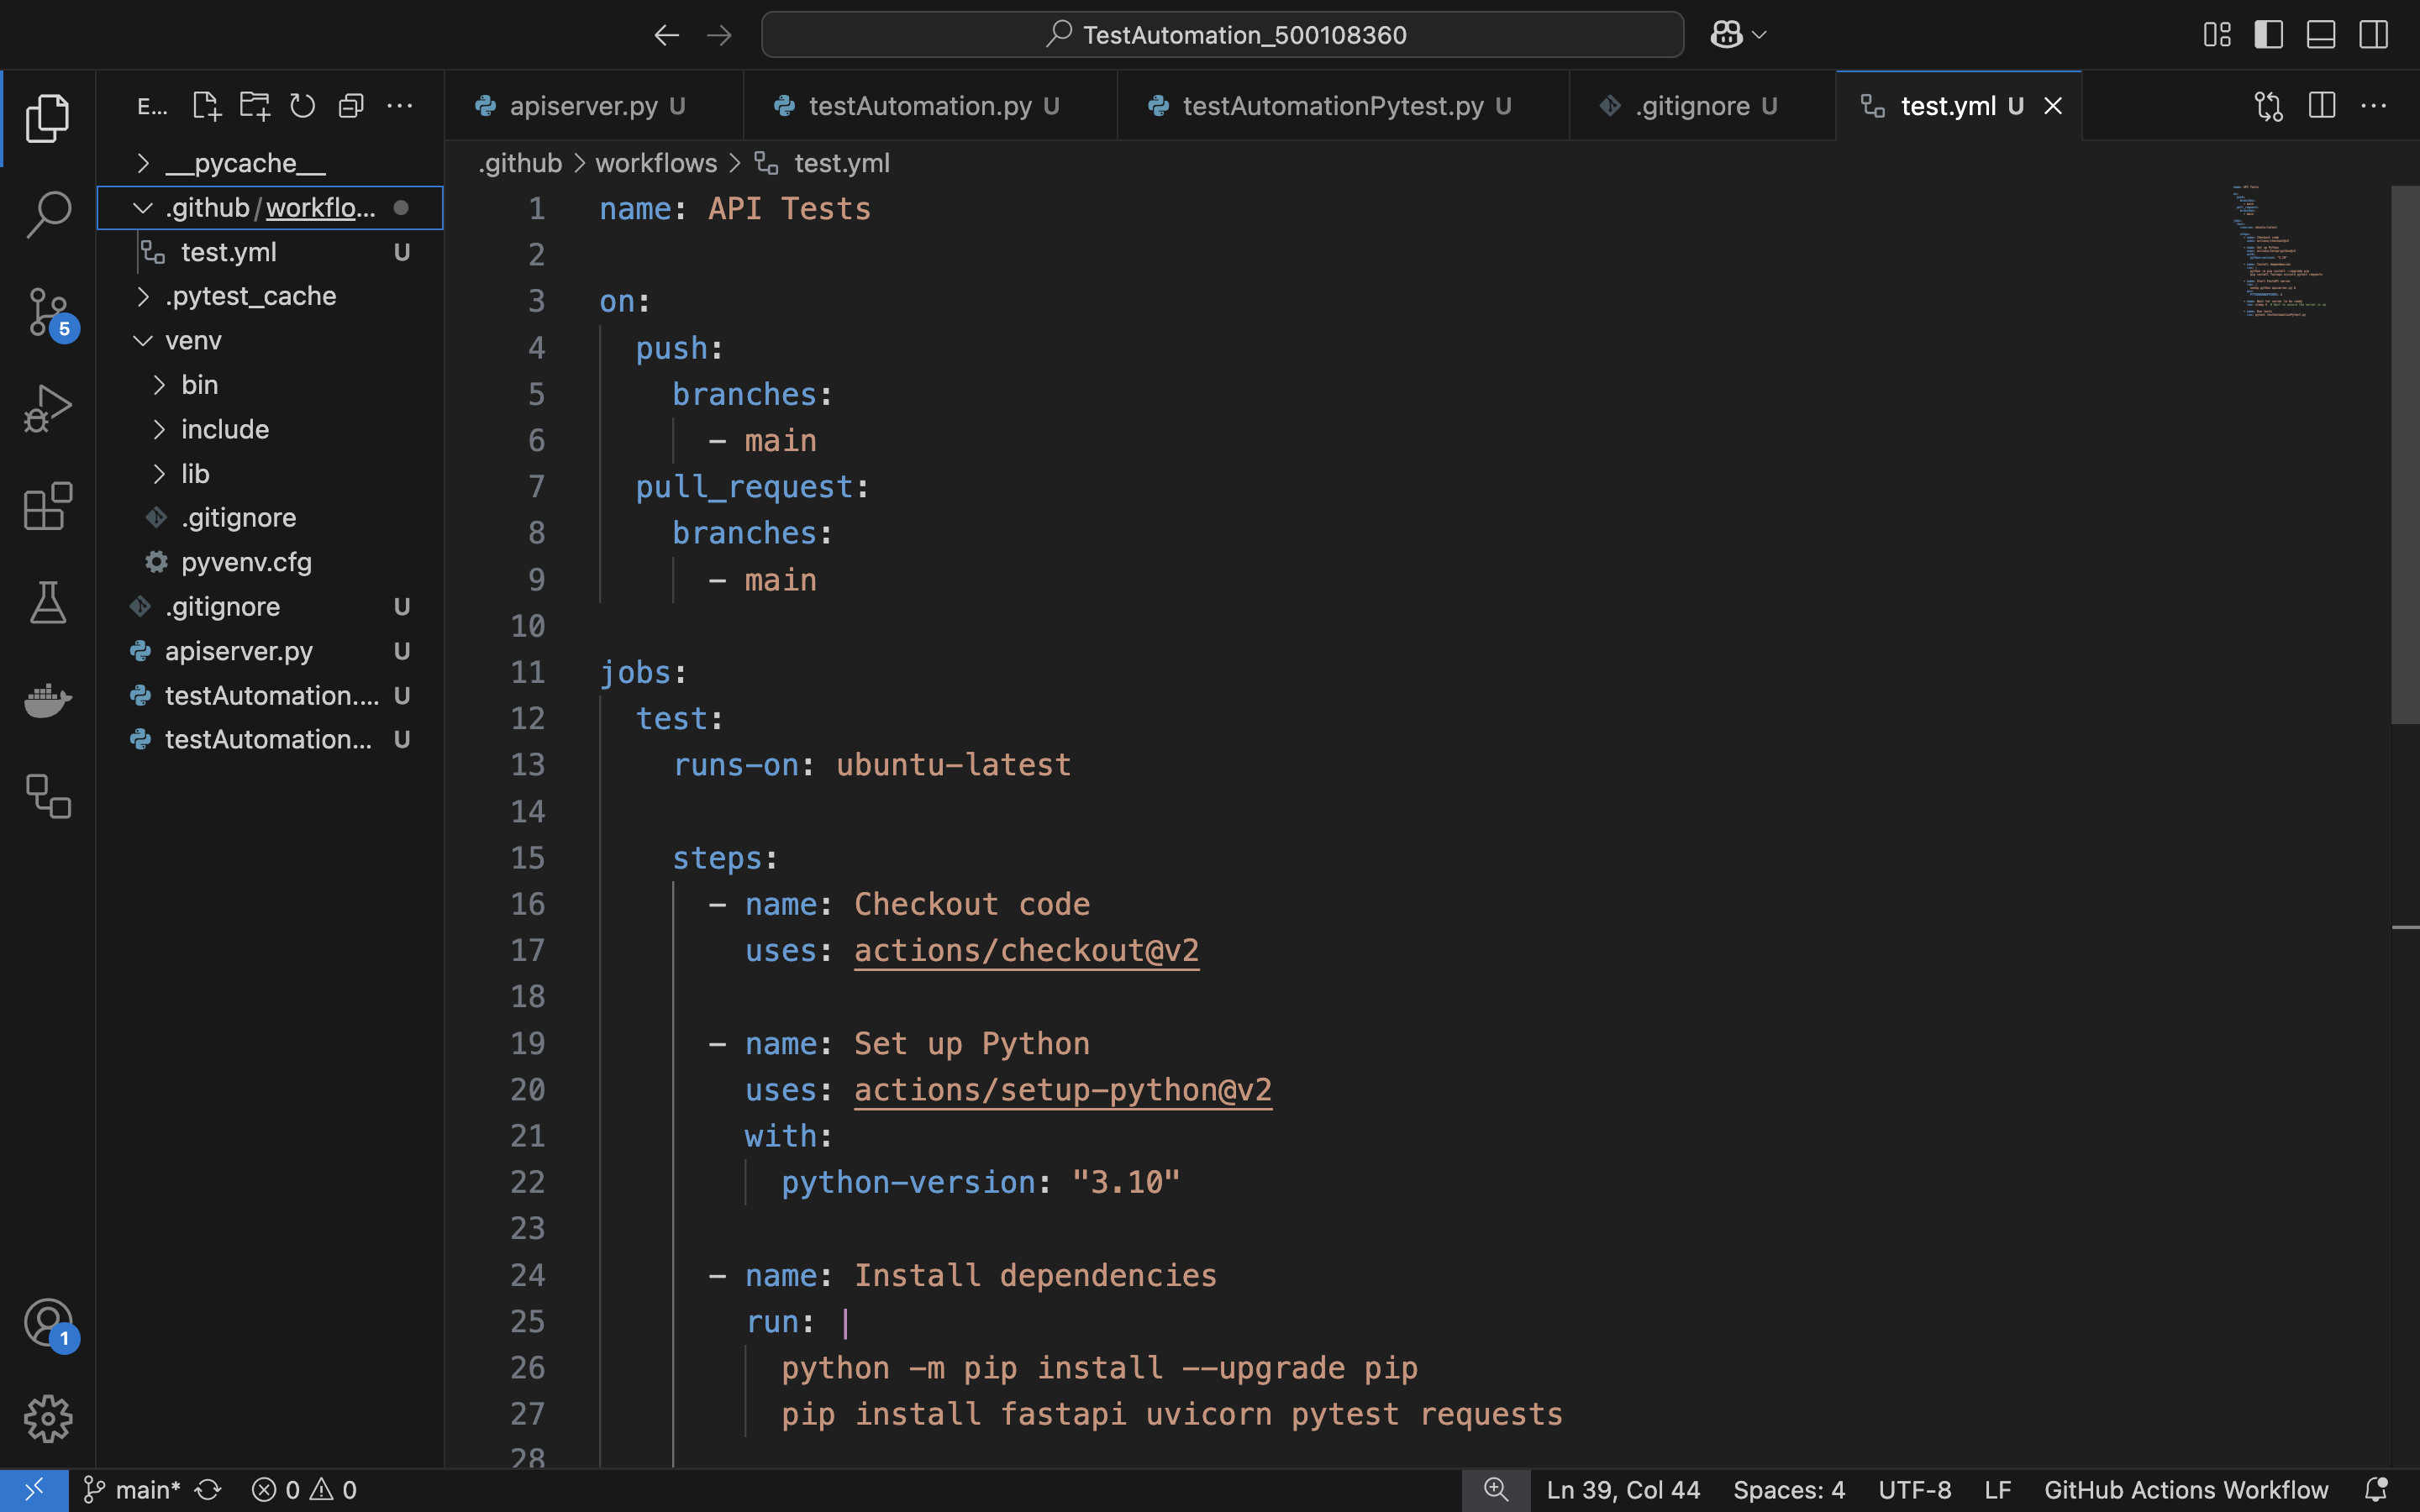 TestAutomation_500108360
E...
apiserver.py U
testAutomation.py U
testAutomationPytest.py U
.gitignore U
test.yml U
__pycache__
.github/workflo...
test.yml U
.pytest_cache
venv
bin
include
lib
.gitignore
pyvenv.cfg
.gitignore U
apiserver.py U
testAutomation.... U
testAutomation... U
5
1
.github > workflows > test.yml
1 name: API Tests
2
3 on:
4 push:
5 branches:
6 - main
7 pull_request:
8 branches:
9 - main
10
11 jobs:
12 test:
13 runs-on: ubuntu-latest
14
15 steps:
16 - name: Checkout code
17 uses: actions/checkout@v2
18
19 - name: Set up Python
20 uses: actions/setup-python@v2
21 with:
22 python-version: "3.10"
23
24 - name: Install dependencies
25 run: |
26 python -m pip install --upgrade pip
27 pip install fastapi uvicorn pytest requests
28
main* 0 0
Ln 39, Col 44 Spaces: 4 UTF-8 LF GitHub Actions Workflow